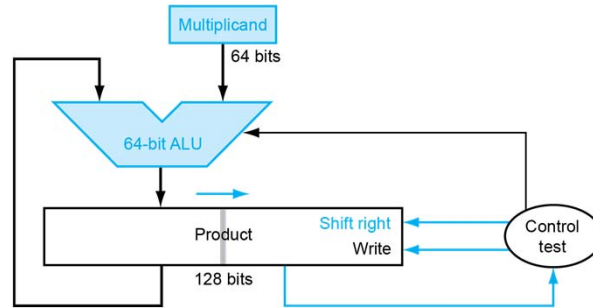 Multiplicand
64 bits
64-bit ALU
Shift right
Product
Write
Control
test
128 bits